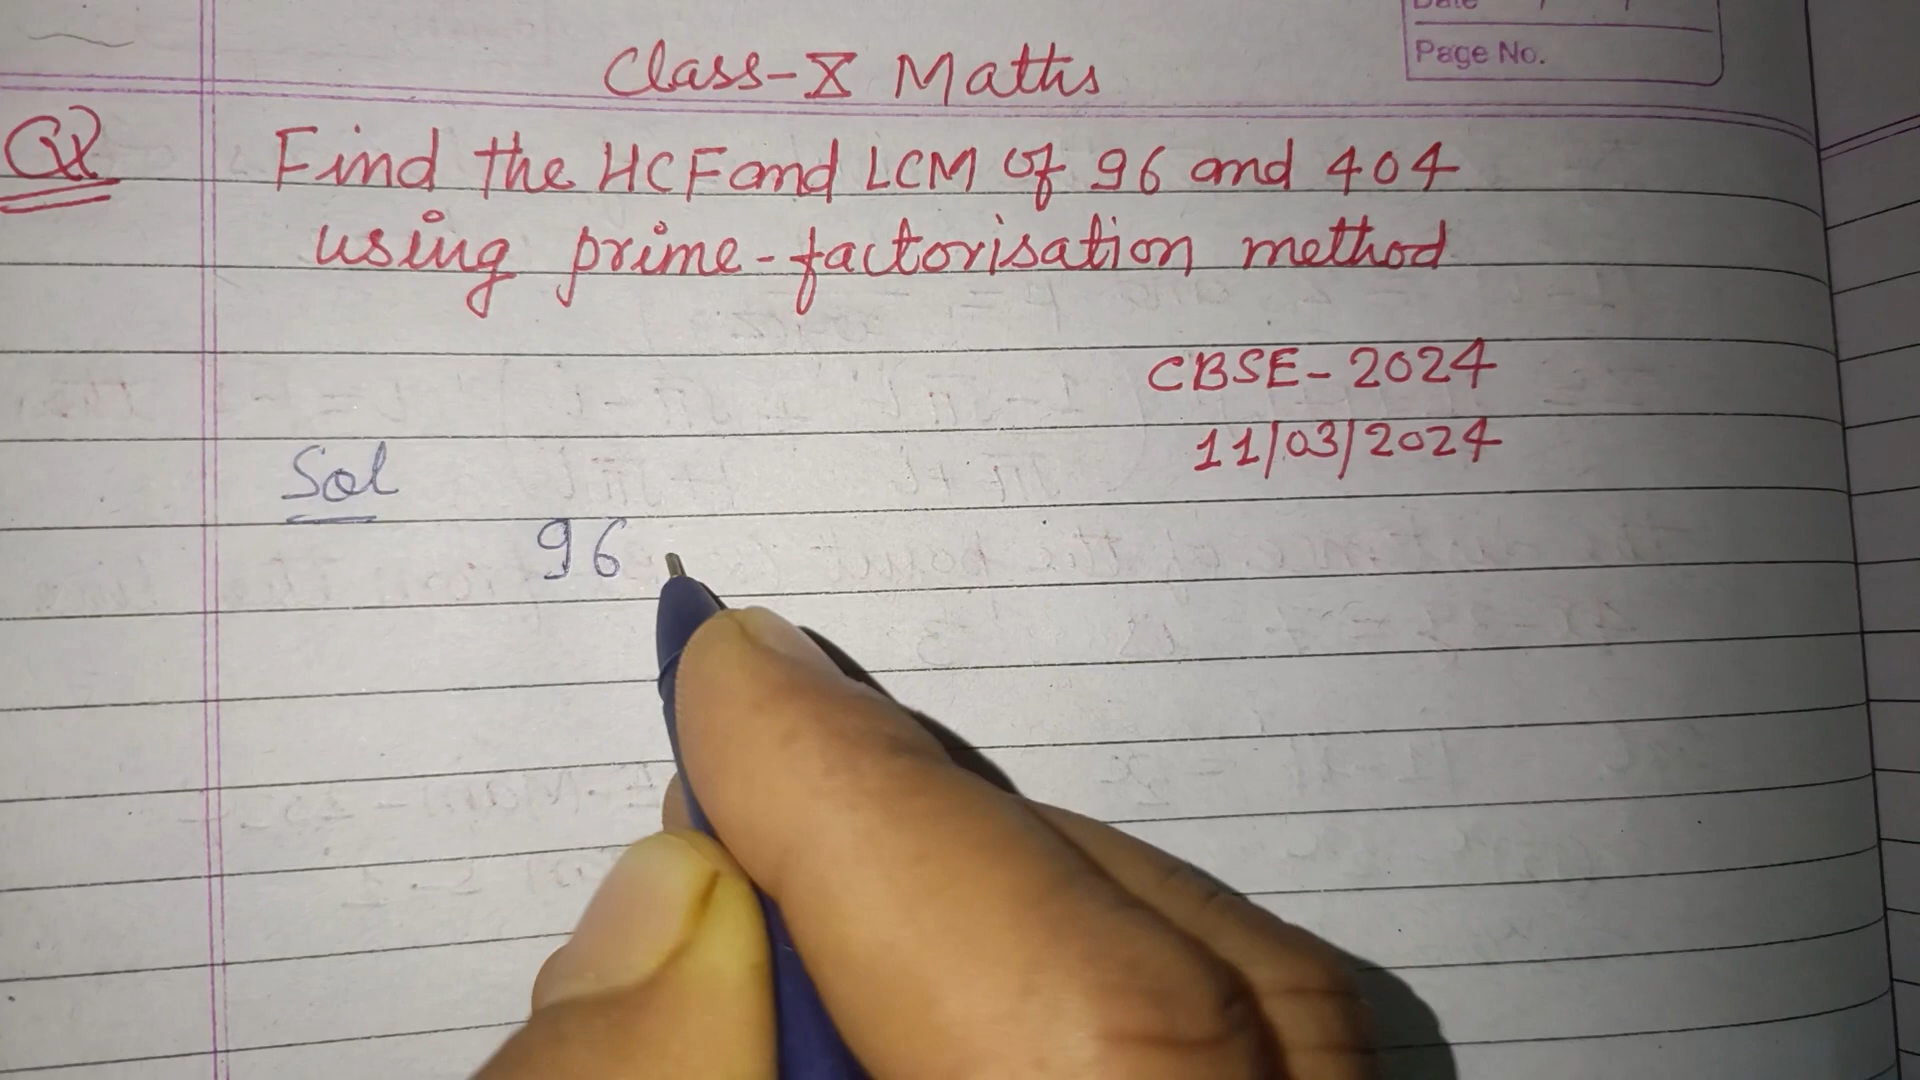 Date / /
Page No.
Class-X Maths
Q Find the HCF and LCM of 96 and 404
using prime-factorisation method
CBSE-2024
11/03/2024
Sol
96